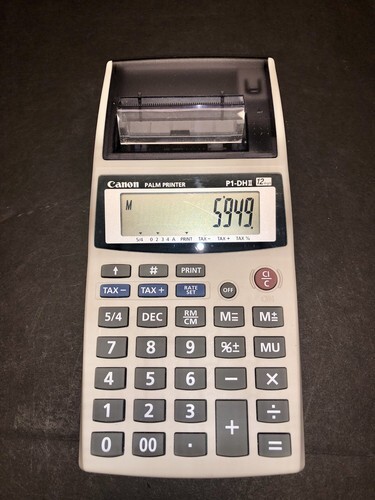 Canon PALM PRINTER P1-DHIII 12
M 5949.
5/4 0 2 3 4 A PRINT TAX− TAX+ TAX%
↑ # PRINT
TAX− TAX+ RATE SET OFF CI/C
5/4 DEC RM/CM M= M±
7 8 9 %± MU
4 5 6 − ×
1 2 3 + ÷
0 00 · =